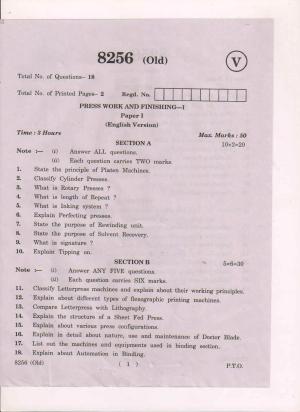 8256 (Old)
V
Total No. of Questions- 18
Total No. of Printed Pages- 2 Regd. No.
PRESS WORK AND FINISHING—I
Paper I
(English Version)
Time : 3 Hours Max. Marks : 50
SECTION A 10×2=20
Note :— (i) Answer ALL questions.
(ii) Each question carries TWO marks.
1. State the principle of Platen Machines.
2. Classify Cylinder Presses.
3. What is Rotary Presses ?
4. What is length of Repeat ?
5. What is Inking system ?
6. Explain Perfecting presses.
7. State the purpose of Rewinding unit.
8. State the purpose of Solvent Recovery.
9. What is signature ?
10. Explain Tipping on.
SECTION B 5×6=30
Note :— (i) Answer ANY FIVE questions.
(ii) Each question carries SIX marks.
11. Classify Letterpress machines and explain about their working principles.
12. Explain about different types of flexographic printing machines.
13. Compare Letterpress with Lithography.
14. Explain the structure of a Sheet Fed Press.
15. Explain about various press configurations.
16. Explain in detail about nature, use and maintenance of Doctor Blade.
17. List out the machines and equipments used in binding section.
18. Explain about Automation in Binding.
8256 (Old) ( 1 ) P.T.O.